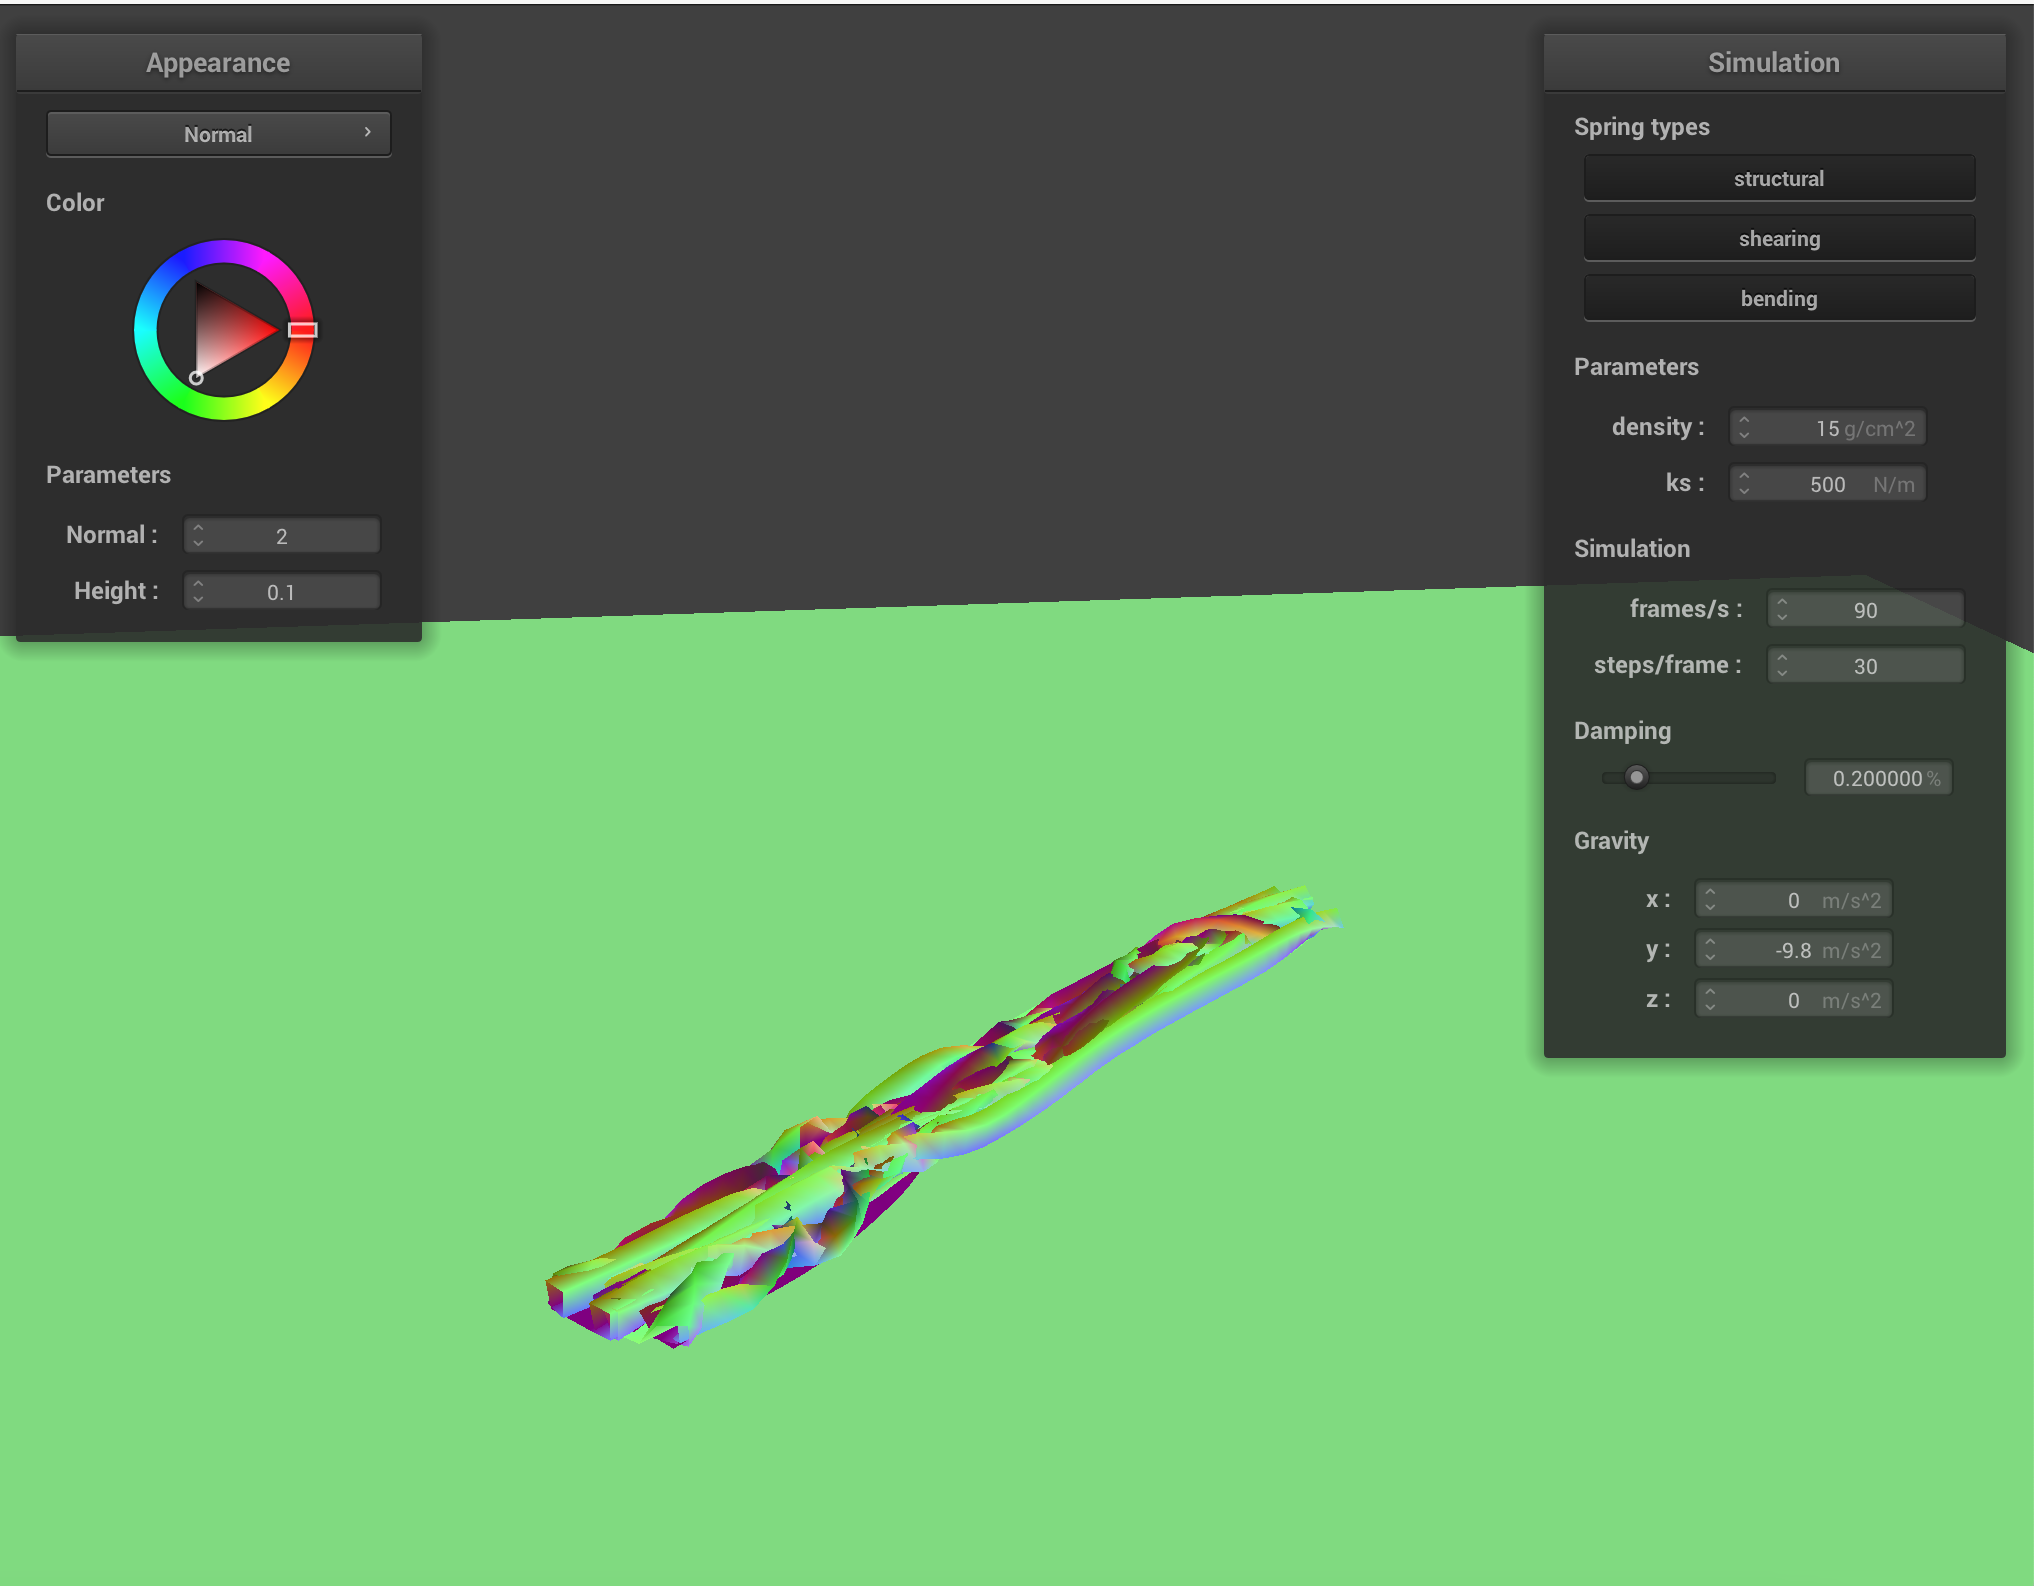 Appearance
Normal
Color
Parameters
Normal : 2
Height : 0.1
Simulation
Spring types
structural
shearing
bending
Parameters
density : 15 g/cm^2
ks : 500 N/m
Simulation
frames/s : 90
steps/frame : 30
Damping
0.200000 %
Gravity
x : 0 m/s^2
y : -9.8 m/s^2
z : 0 m/s^2